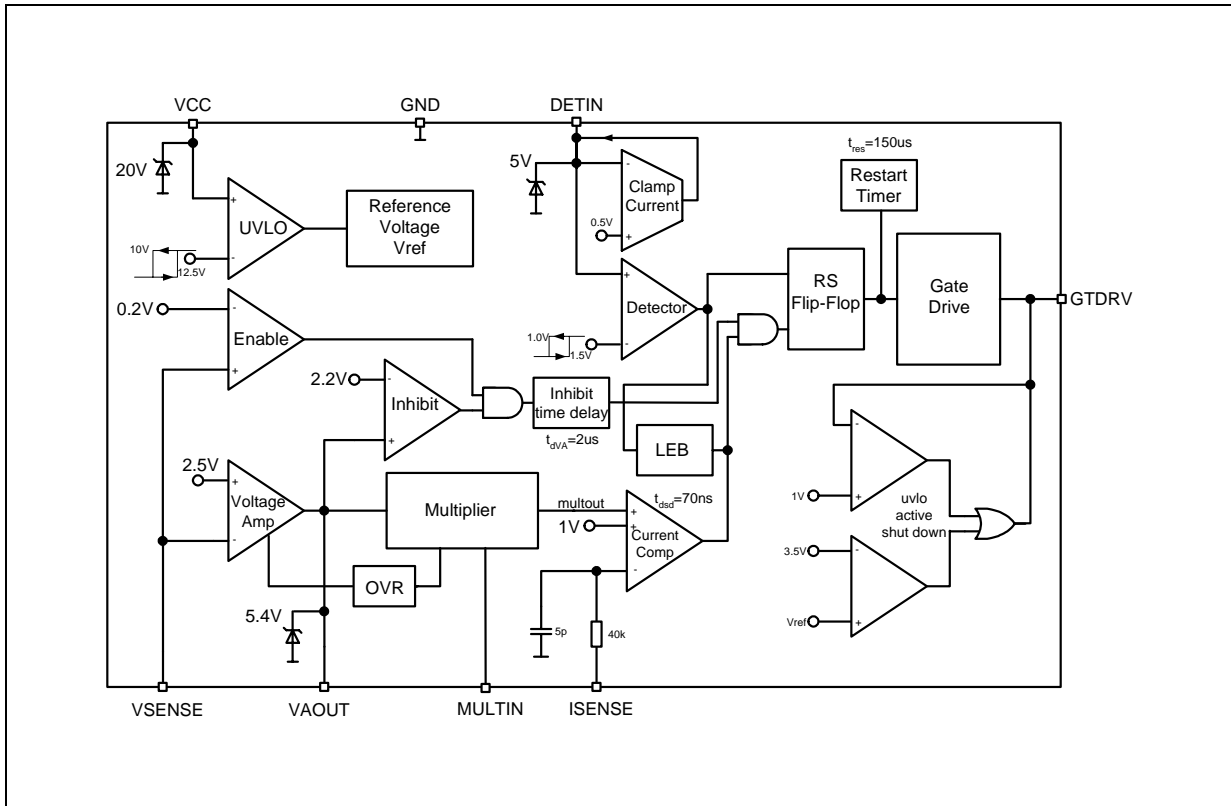 VCC
GND
DETIN
20V
+
UVLO
-
10V
12.5V
Reference
Voltage
Vref
5V
-
Clamp
Current
0.5V
+
t_res=150us
Restart
Timer
0.2V
-
Enable
+
+
Detector
-
1.0V
1.5V
RS
Flip-Flop
Gate
Drive
GTDRV
2.2V
-
Inhibit
+
Inhibit
time delay
t_dVA=2us
LEB
2.5V
+
Voltage
Amp
-
Multiplier
multout
1V
t_dsd=70ns
+
+
Current
Comp
-
OVR
5.4V
5p
40k
-
1V
+
uvlo
active
shut down
3.5V
-
Vref
+
VSENSE
VAOUT
MULTIN
ISENSE